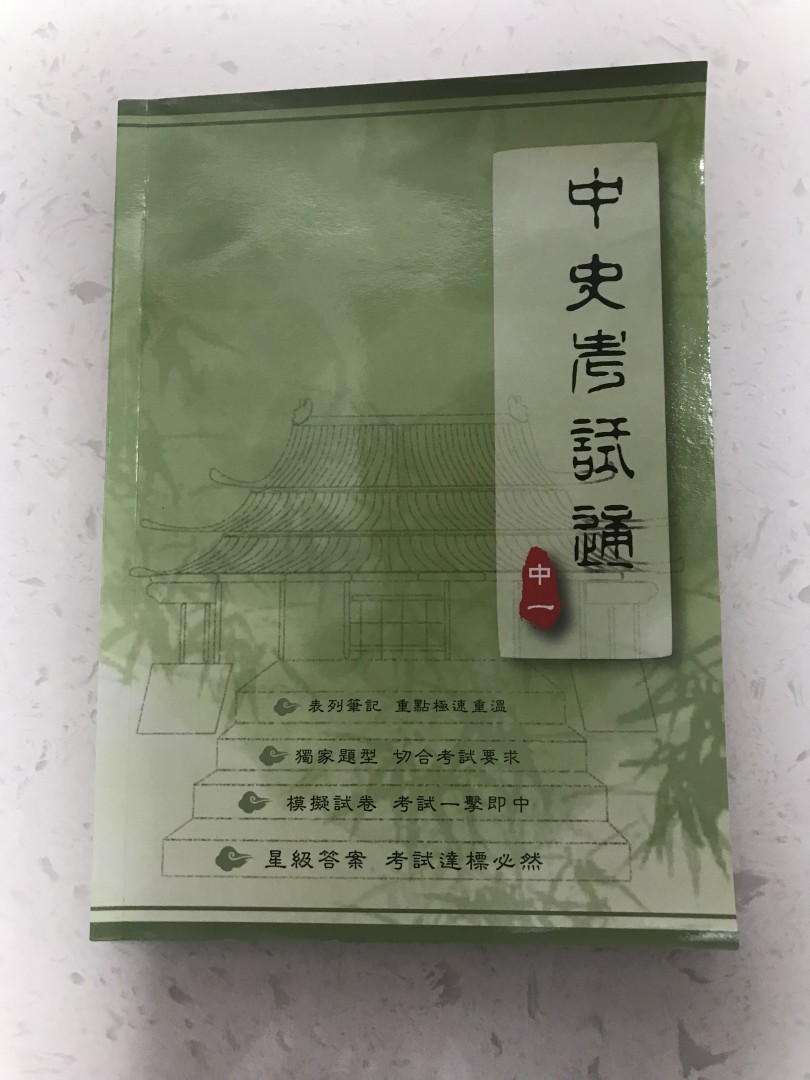 中史考試通
中一
表列筆記 重點極速重溫
獨家題型 切合考試要求
模擬試卷 考試一擊即中
星級答案 考試達標必然